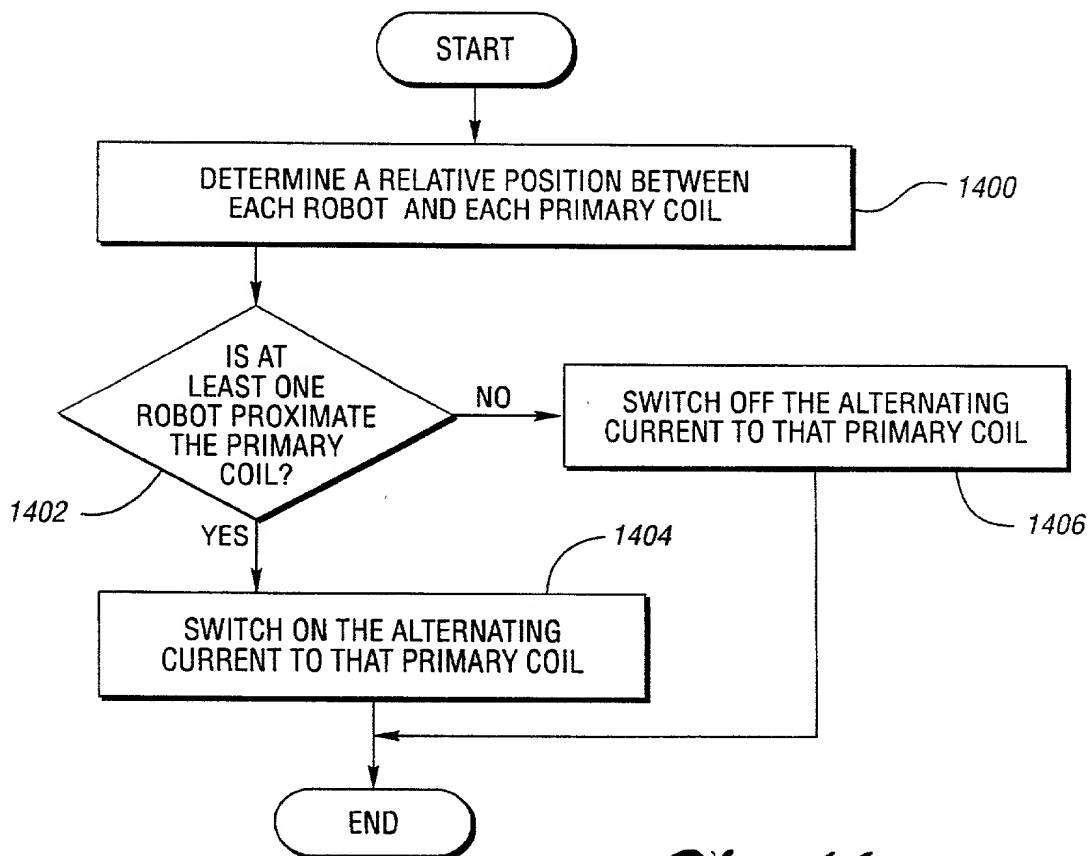 START
DETERMINE A RELATIVE POSITION BETWEEN
EACH ROBOT AND EACH PRIMARY COIL
1400
IS AT
LEAST ONE
ROBOT PROXIMATE
THE PRIMARY
COIL?
NO
SWITCH OFF THE ALTERNATING
CURRENT TO THAT PRIMARY COIL
1402
1406
YES
1404
SWITCH ON THE ALTERNATING
CURRENT TO THAT PRIMARY COIL
END